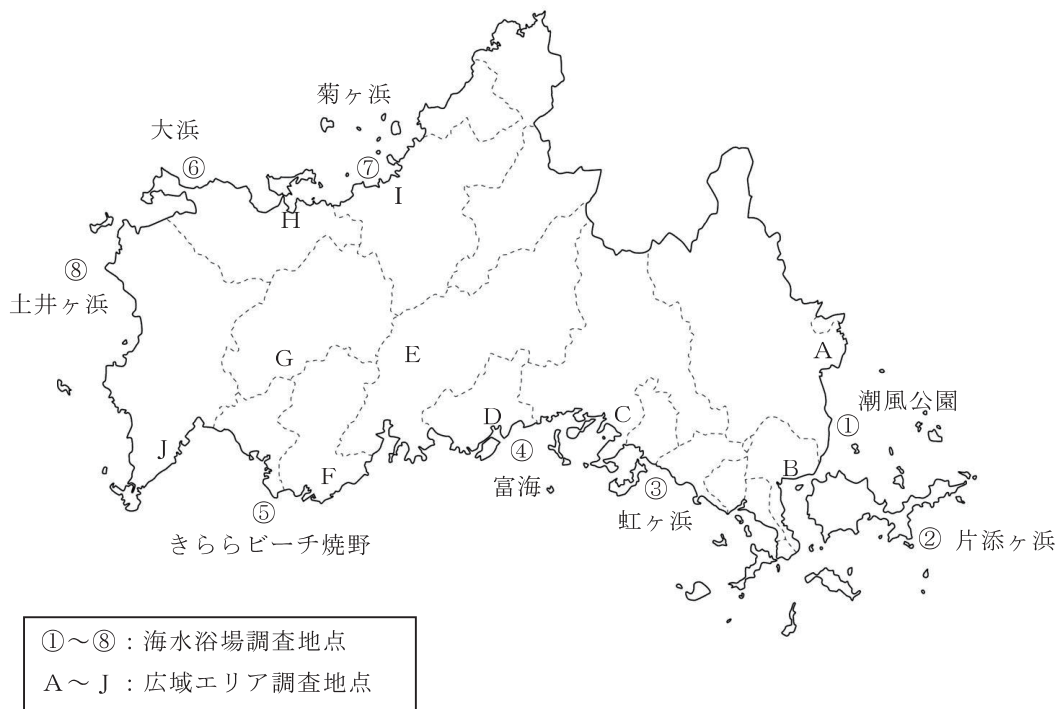 菊ヶ浜
大浜
⑥
⑦
I
H
⑧
土井ヶ浜
G
E
A
潮風公園
①
J
D
C
④
F
富海
B
③
⑤
虹ヶ浜
② 片添ヶ浜
きららビーチ焼野
①～⑧：海水浴場調査地点
A～J：広域エリア調査地点